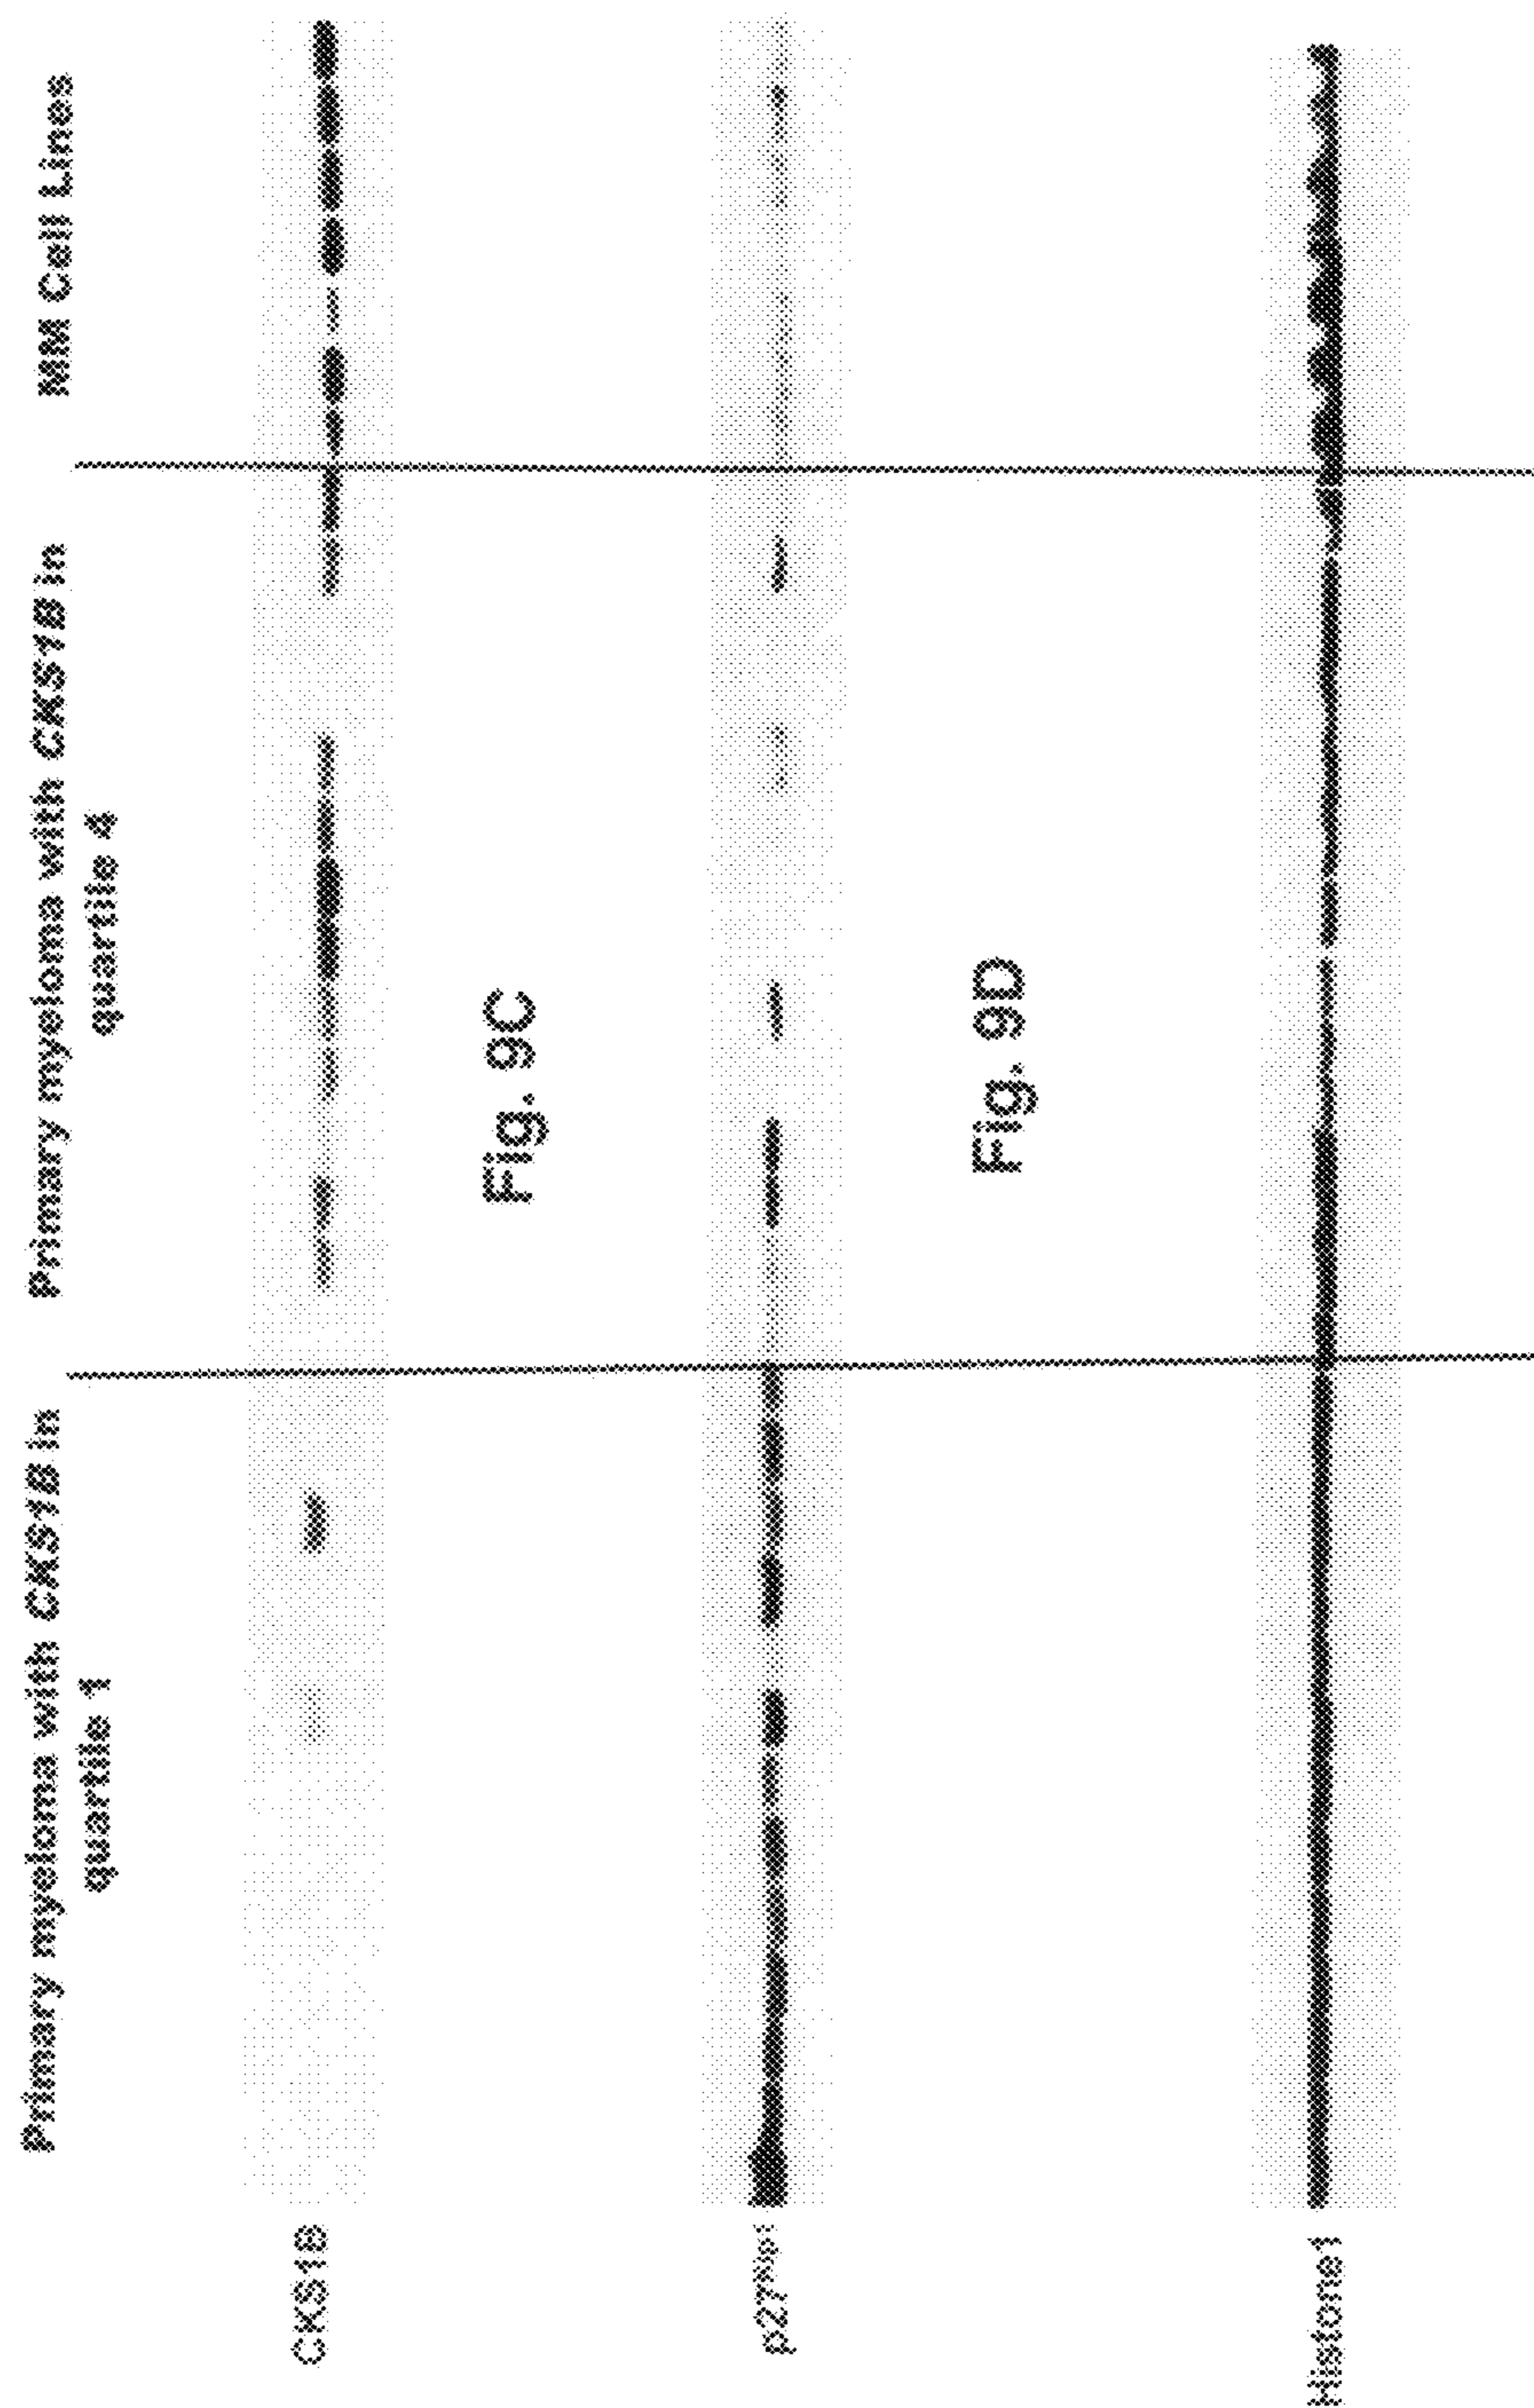 Primary myeloma with CKS1B in
quartile 1
Primary myeloma with CKS1B in
quartile 4
MM Cell Lines
CKS1B
Fig. 9C
p27Kip1
Fig. 9D
Histone1